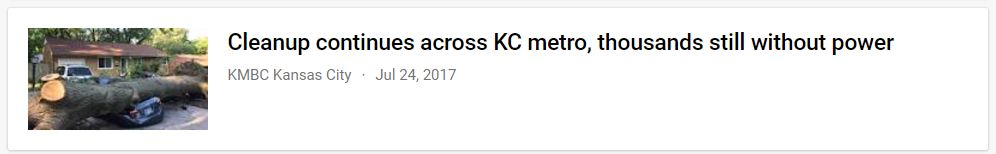 Cleanup continues across KC metro, thousands still without power
KMBC Kansas City · Jul 24, 2017